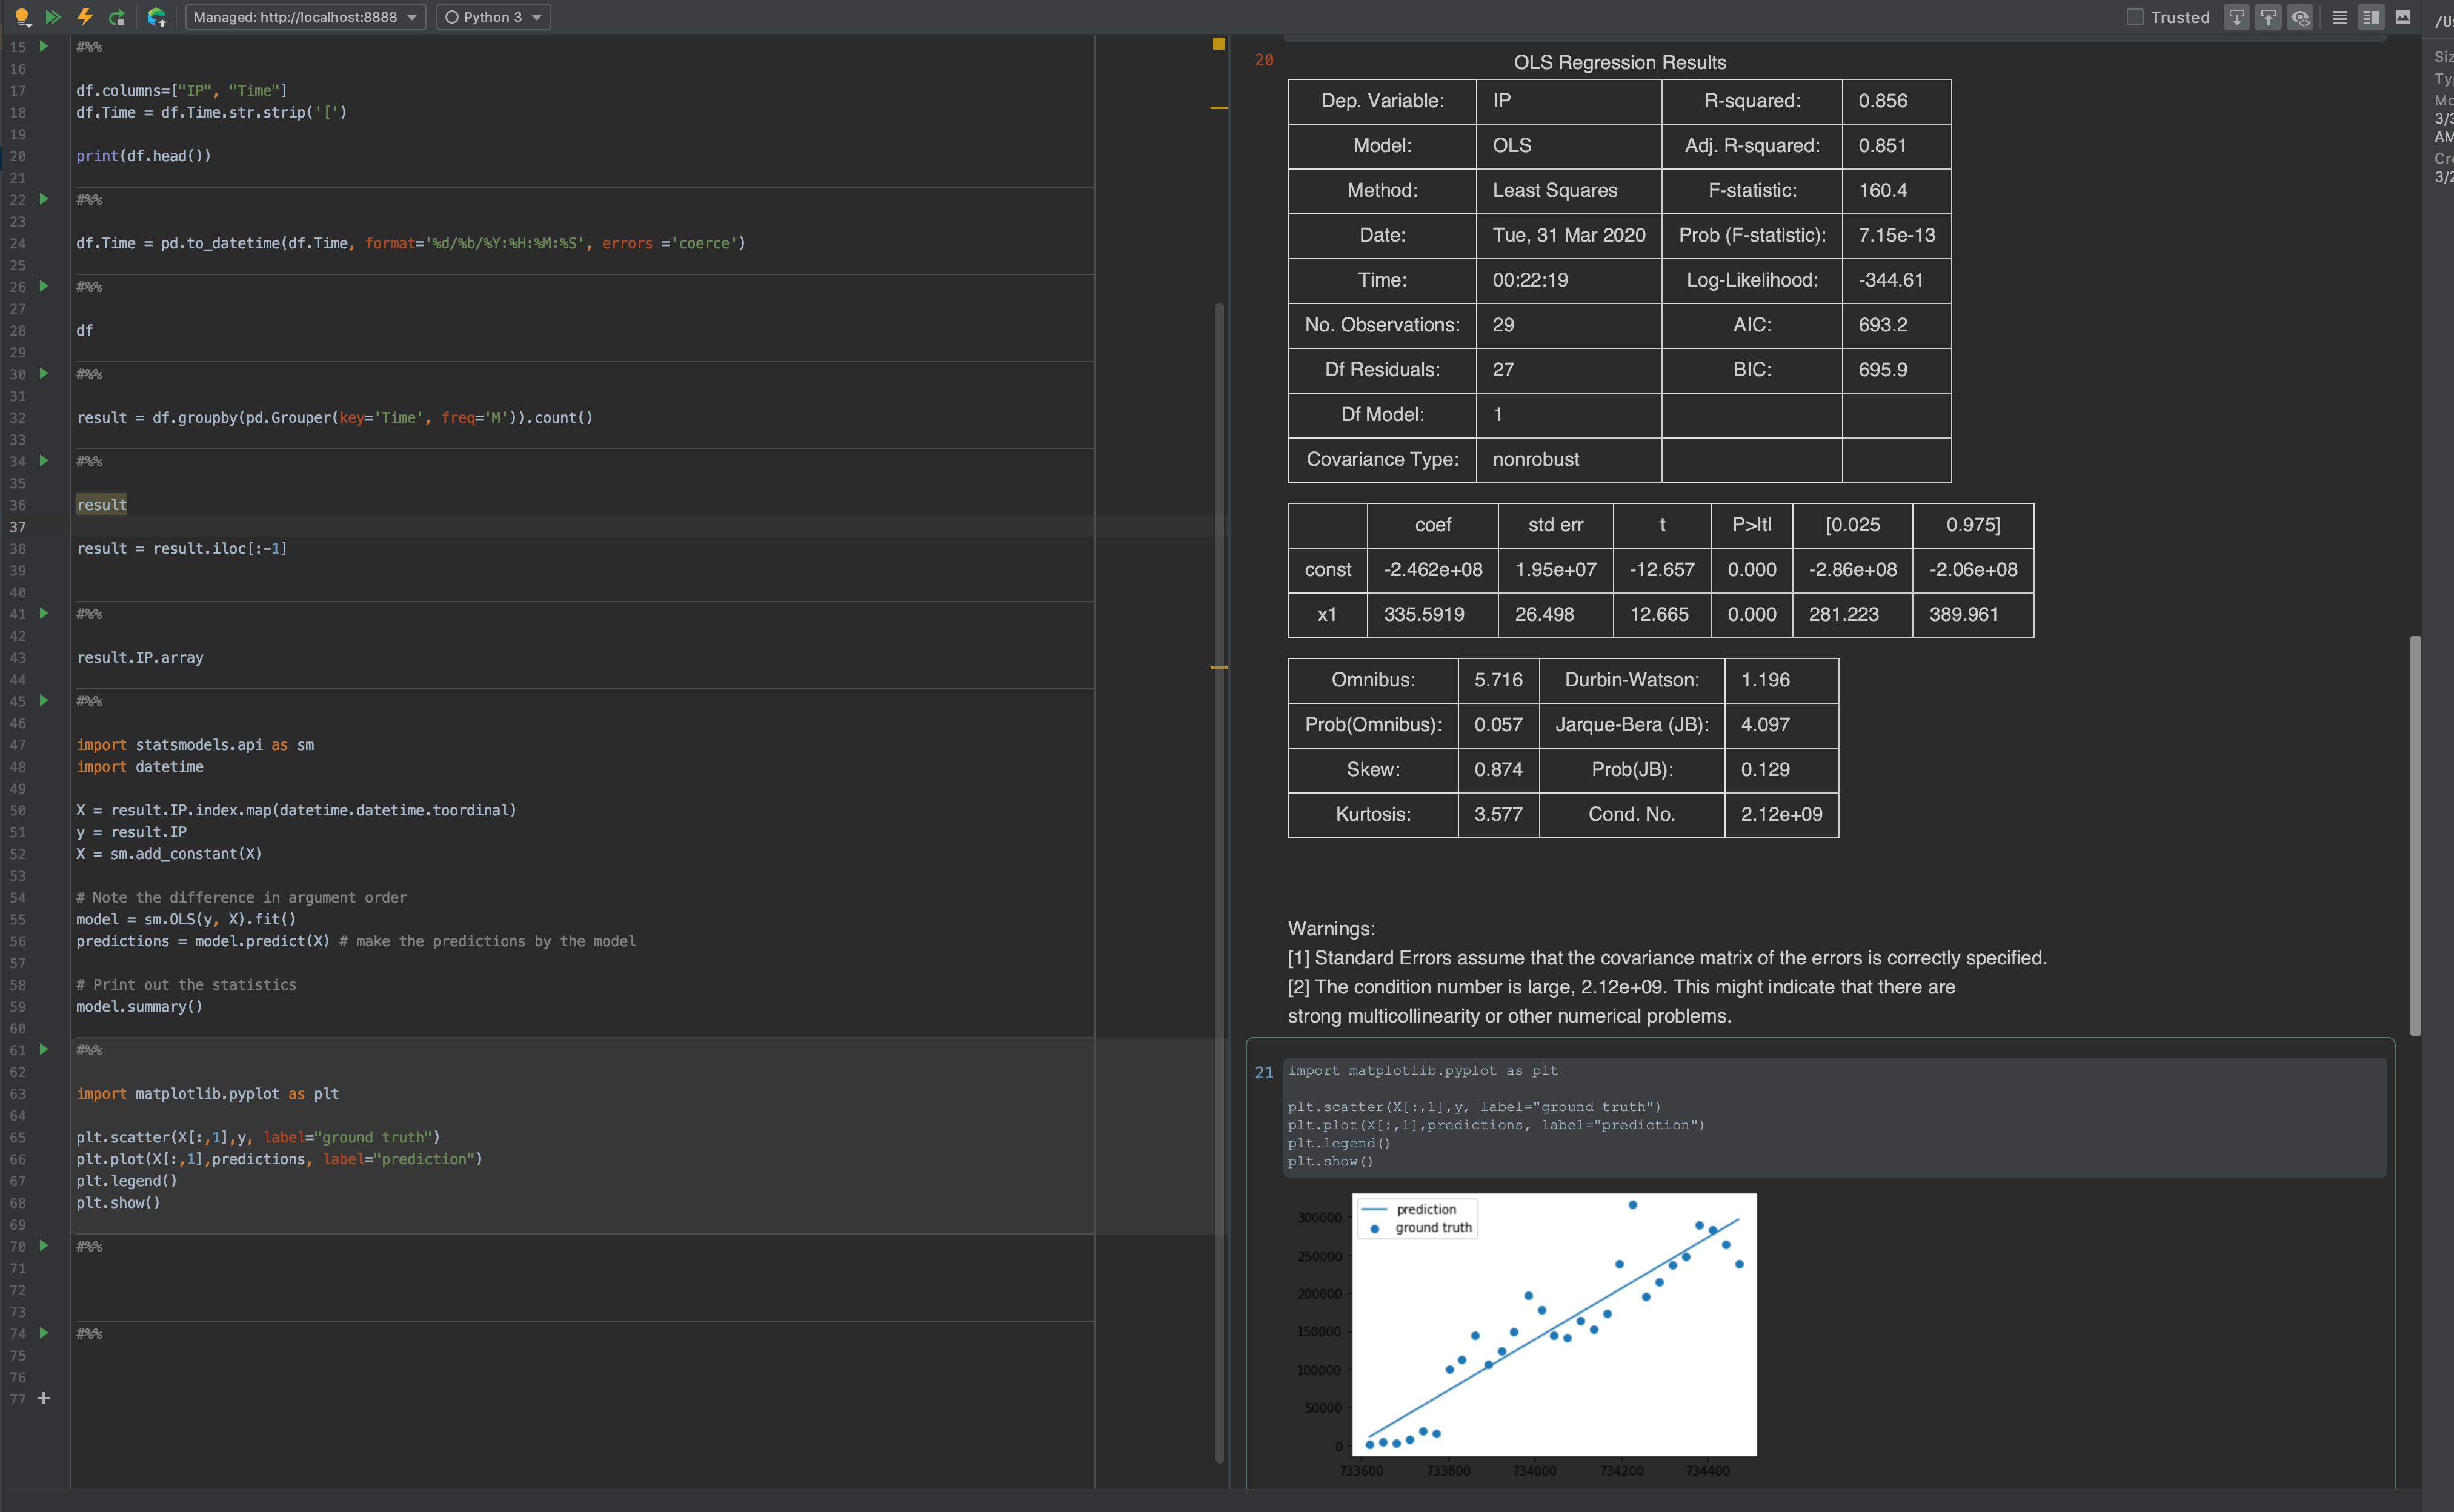 Managed: http://localhost:8888
Python 3
Trusted
15 #%%
16
17 df.columns=["IP", "Time"]
18 df.Time = df.Time.str.strip('[')
19
20 print(df.head())
21
22 #%%
23
24 df.Time = pd.to_datetime(df.Time, format='%d/%b/%Y:%H:%M:%S', errors ='coerce')
25
26 #%%
27
28 df
29
30 #%%
31
32 result = df.groupby(pd.Grouper(key='Time', freq='M')).count()
33
34 #%%
35
36 result
37
38 result = result.iloc[:-1]
39
40
41 #%%
42
43 result.IP.array
44
45 #%%
46
47 import statsmodels.api as sm
48 import datetime
49
50 X = result.IP.index.map(datetime.datetime.toordinal)
51 y = result.IP
52 X = sm.add_constant(X)
53
54 # Note the difference in argument order
55 model = sm.OLS(y, X).fit()
56 predictions = model.predict(X) # make the predictions by the model
57
58 # Print out the statistics
59 model.summary()
60
61 #%%
62
63 import matplotlib.pyplot as plt
64
65 plt.scatter(X[:,1],y, label="ground truth")
66 plt.plot(X[:,1],predictions, label="prediction")
67 plt.legend()
68 plt.show()
69
70 #%%
71
72
73
74 #%%
75
76
77
20
OLS Regression Results
Dep. Variable: IP R-squared: 0.856
Model: OLS Adj. R-squared: 0.851
Method: Least Squares F-statistic: 160.4
Date: Tue, 31 Mar 2020 Prob (F-statistic): 7.15e-13
Time: 00:22:19 Log-Likelihood: -344.61
No. Observations: 29 AIC: 693.2
Df Residuals: 27 BIC: 695.9
Df Model: 1
Covariance Type: nonrobust
coef std err t P>|t| [0.025 0.975]
const -2.462e+08 1.95e+07 -12.657 0.000 -2.86e+08 -2.06e+08
x1 335.5919 26.498 12.665 0.000 281.223 389.961
Omnibus: 5.716 Durbin-Watson: 1.196
Prob(Omnibus): 0.057 Jarque-Bera (JB): 4.097
Skew: 0.874 Prob(JB): 0.129
Kurtosis: 3.577 Cond. No. 2.12e+09
Warnings:
[1] Standard Errors assume that the covariance matrix of the errors is correctly specified.
[2] The condition number is large, 2.12e+09. This might indicate that there are
strong multicollinearity or other numerical problems.
21 import matplotlib.pyplot as plt
plt.scatter(X[:,1],y, label="ground truth")
plt.plot(X[:,1],predictions, label="prediction")
plt.legend()
plt.show()
prediction
ground truth
300000
250000
200000
150000
100000
50000
0
733600 733800 734000 734200 734400
AM